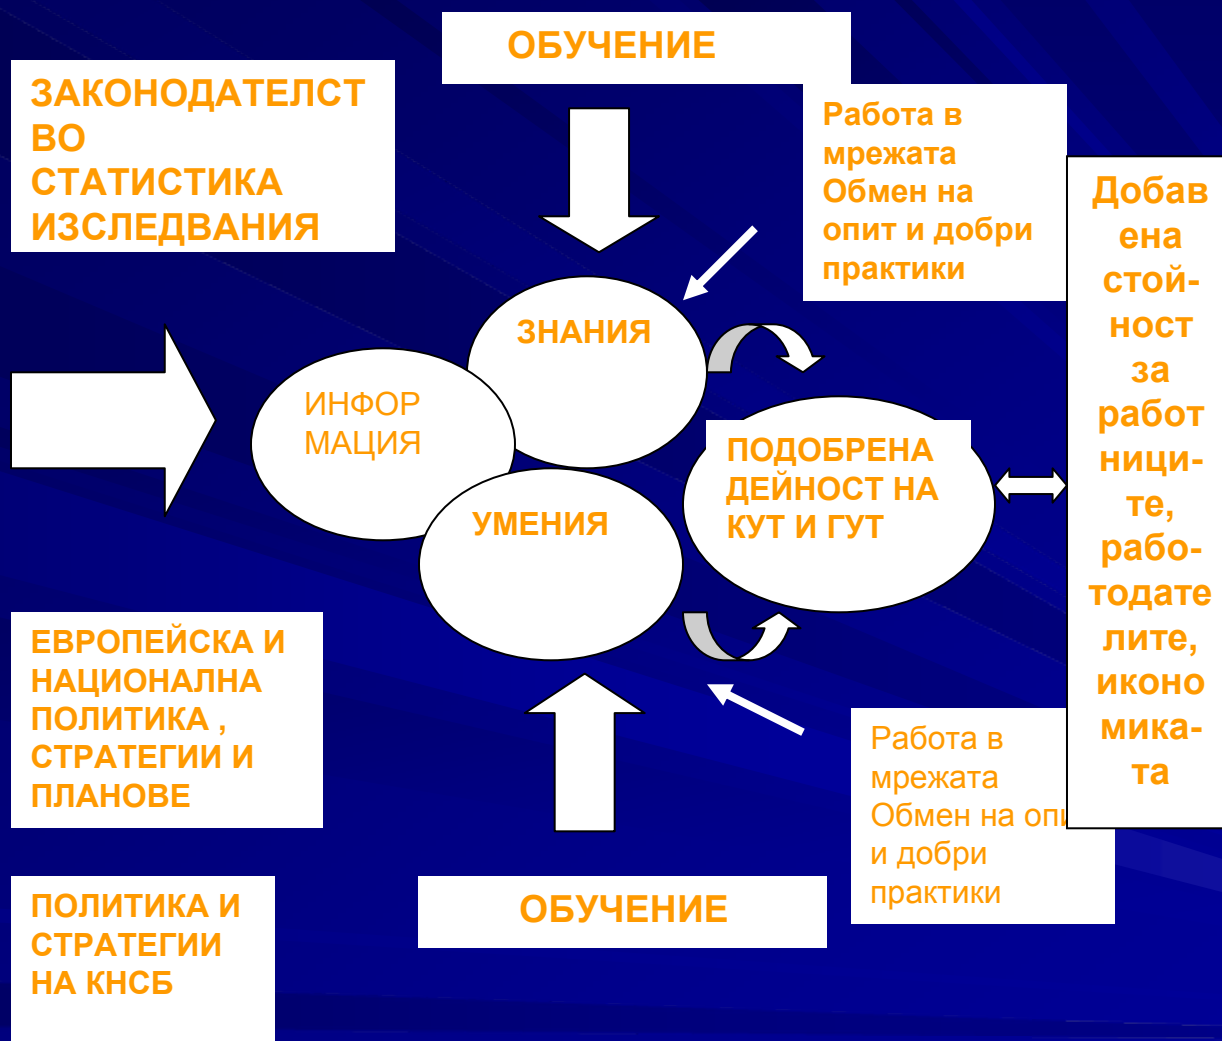 ОБУЧЕНИЕ
ЗАКОНОДАТЕЛСТ
ВО
СТАТИСТИКА
ИЗСЛЕДВАНИЯ
Работа в
мрежата
Обмен на
опит и добри
практики
Добав
ена
стой-
ност
за
работ
ници-
те,
рабо-
тодате
лите,
иконо
мика-
та
ЗНАНИЯ
ИНФОР
МАЦИЯ
УМЕНИЯ
ПОДОБРЕНА
ДЕЙНОСТ НА
КУТ И ГУТ
ЕВРОПЕЙСКА И
НАЦИОНАЛНА
ПОЛИТИКА ,
СТРАТЕГИИ И
ПЛАНОВЕ
Работа в
мрежата
Обмен на
и добри
практики
ПОЛИТИКА И
СТРАТЕГИИ
НА КНСБ
ОБУЧЕНИЕ